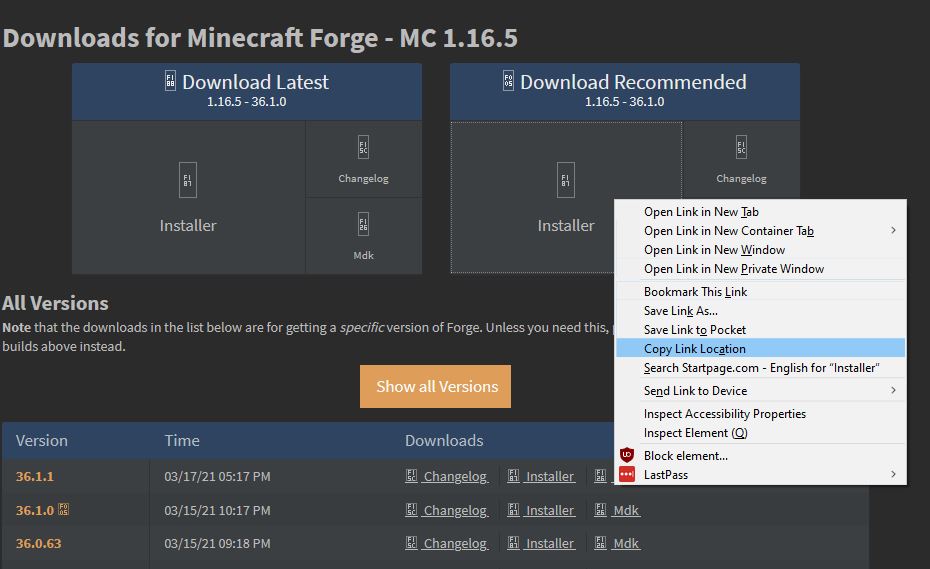 Downloads for Minecraft Forge - MC 1.16.5
Download Latest
1.16.5 - 36.1.0
Installer
Changelog
Mdk
Download Recommended
1.16.5 - 36.1.0
Installer
Changelog
Open Link in New Tab
Open Link in New Container Tab
Open Link in New Window
Open Link in New Private Window
Bookmark This Link
Save Link As...
Save Link to Pocket
Copy Link Location
Search Startpage.com - English for “Installer”
Send Link to Device
Inspect Accessibility Properties
Inspect Element (Q)
Block element...
LastPass
All Versions
Note that the downloads in the list below are for getting a specific version of Forge. Unless you need this,
builds above instead.
Show all Versions
Version Time Downloads
36.1.1 03/17/21 05:17 PM Changelog Installer
36.1.0 03/15/21 10:17 PM Changelog Installer Mdk
36.0.63 03/15/21 09:18 PM Changelog Installer Mdk